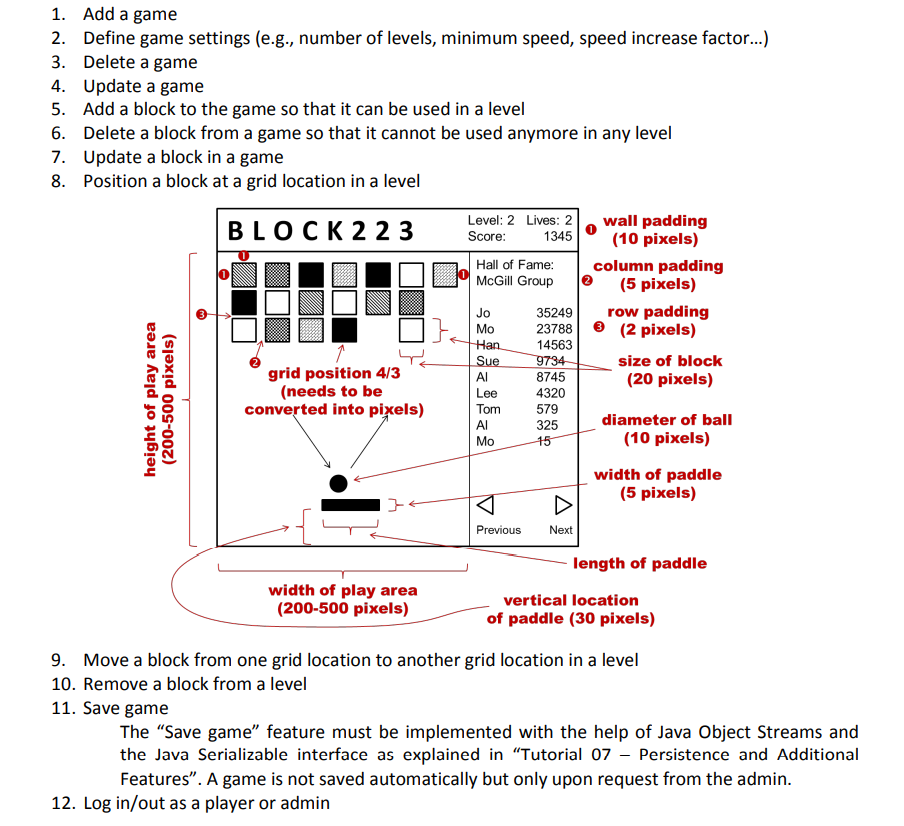 1. Add a game
2. Define game settings (e.g., number of levels, minimum speed, speed increase factor…)
3. Delete a game
4. Update a game
5. Add a block to the game so that it can be used in a level
6. Delete a block from a game so that it cannot be used anymore in any level
7. Update a block in a game
8. Position a block at a grid location in a level
BLOCK223
Level: 2 Lives: 2
Score: 1345
❶ wall padding
(10 pixels)
❶
❶
❶
Hall of Fame:
McGill Group
column padding
❷ (5 pixels)
❸
Jo 35249
Mo 23788
Han 14563
Sue 9734
Al 8745
Lee 4320
Tom 579
Al 325
Mo 15
row padding
❸ (2 pixels)
size of block
(20 pixels)
❷
grid position 4/3
(needs to be
converted into pixels)
height of play area
(200-500 pixels)
diameter of ball
(10 pixels)
width of paddle
(5 pixels)
Previous Next
length of paddle
width of play area
(200-500 pixels)
vertical location
of paddle (30 pixels)
9. Move a block from one grid location to another grid location in a level
10. Remove a block from a level
11. Save game
The “Save game” feature must be implemented with the help of Java Object Streams and
the Java Serializable interface as explained in “Tutorial 07 – Persistence and Additional
Features”. A game is not saved automatically but only upon request from the admin.
12. Log in/out as a player or admin